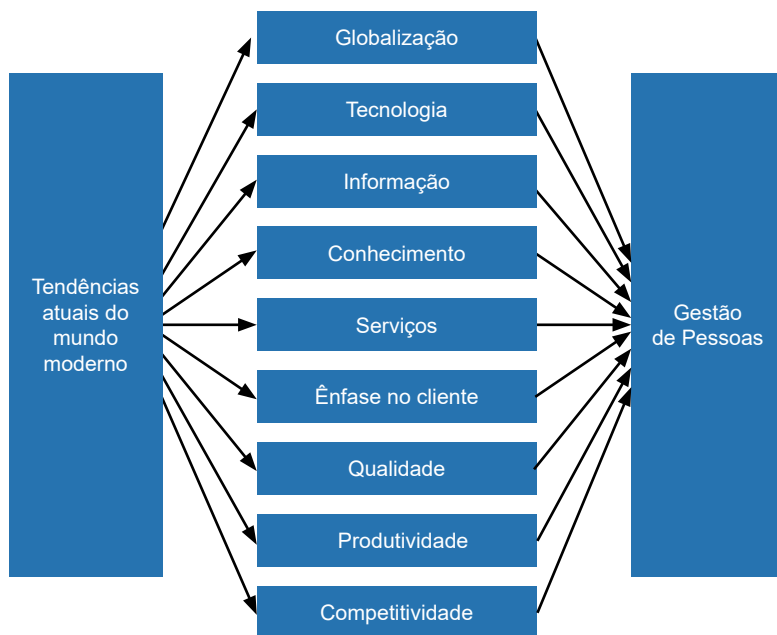 Tendências
atuais do
mundo
moderno
Globalização
Tecnologia
Informação
Conhecimento
Serviços
Ênfase no cliente
Qualidade
Produtividade
Competitividade
Gestão
de Pessoas